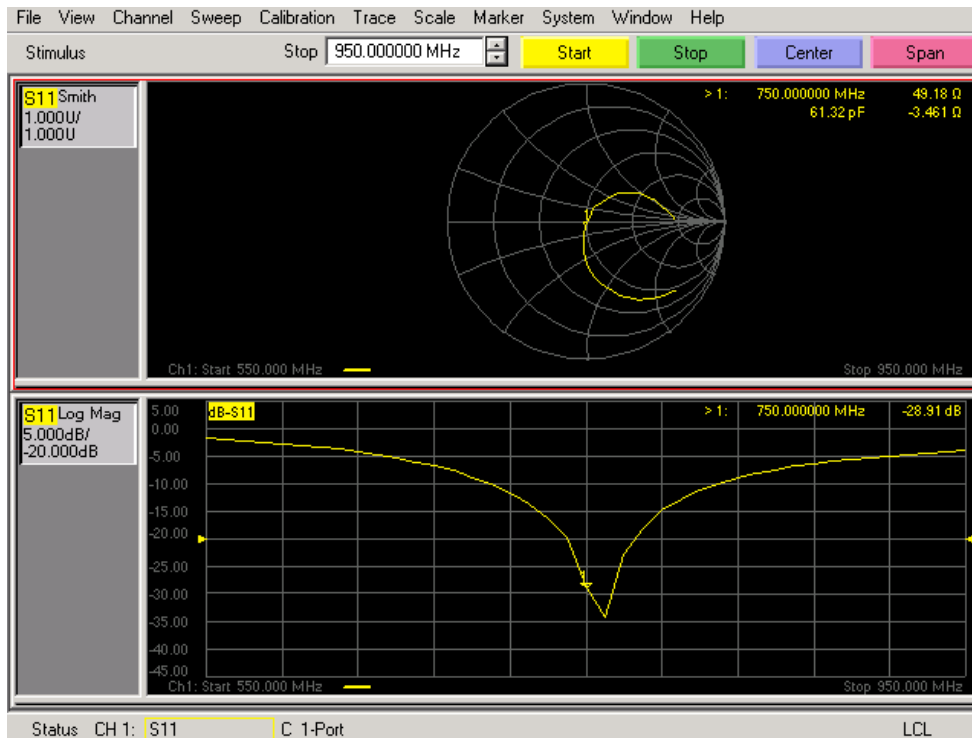 File View Channel Sweep Calibration Trace Scale Marker System Window Help
Stimulus Stop 950.000000 MHz Start Stop Center Span
S11 Smith
1.000U/
1.000U
> 1: 750.000000 MHz 49.18 Ω
61.32 pF -3.461 Ω
Ch1: Start 550.000 MHz Stop 950.000 MHz
S11 Log Mag
5.000dB/
-20.000dB
5.00 dB-S11 > 1: 750.000000 MHz -28.91 dB
0.00
-5.00
-10.00
-15.00
-20.00
-25.00
-30.00
-35.00
-40.00
-45.00
1
Ch1: Start 550.000 MHz Stop 950.000 MHz
Status CH 1: S11 C 1-Port LCL